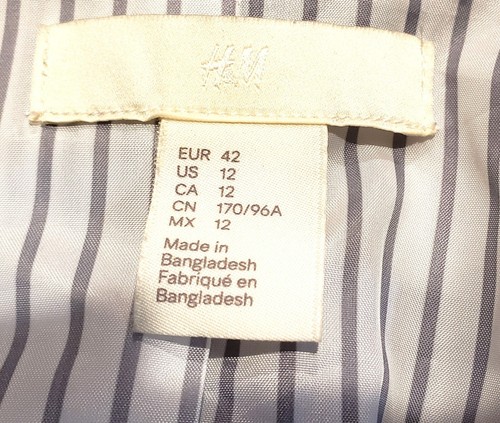 H&M
EUR 42
US 12
CA 12
CN 170/96A
MX 12
Made in
Bangladesh
Fabriqué en
Bangladesh